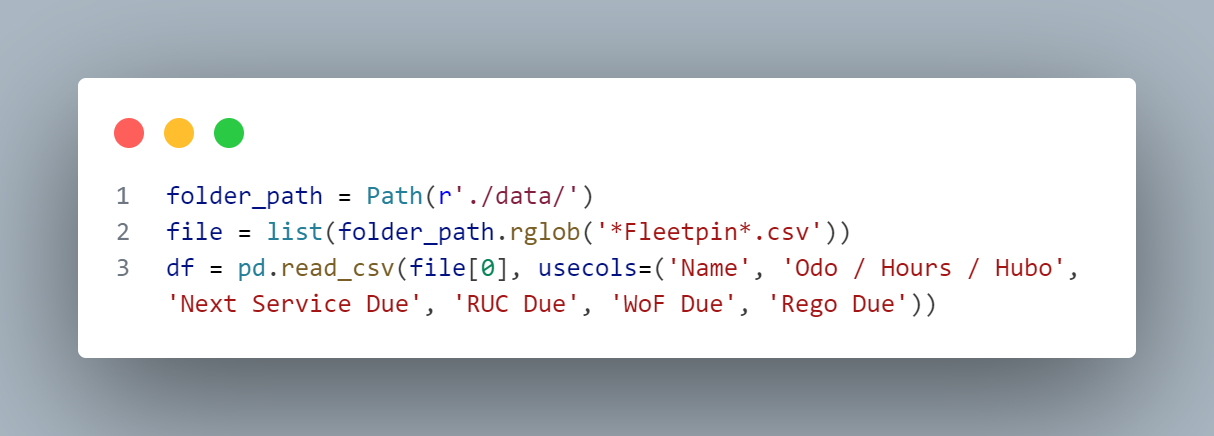 1 folder_path = Path(r'./data/')
2 file = list(folder_path.rglob('*Fleetpin*.csv'))
3 df = pd.read_csv(file[0], usecols=('Name', 'Odo / Hours / Hubo',
'Next Service Due', 'RUC Due', 'WoF Due', 'Rego Due'))